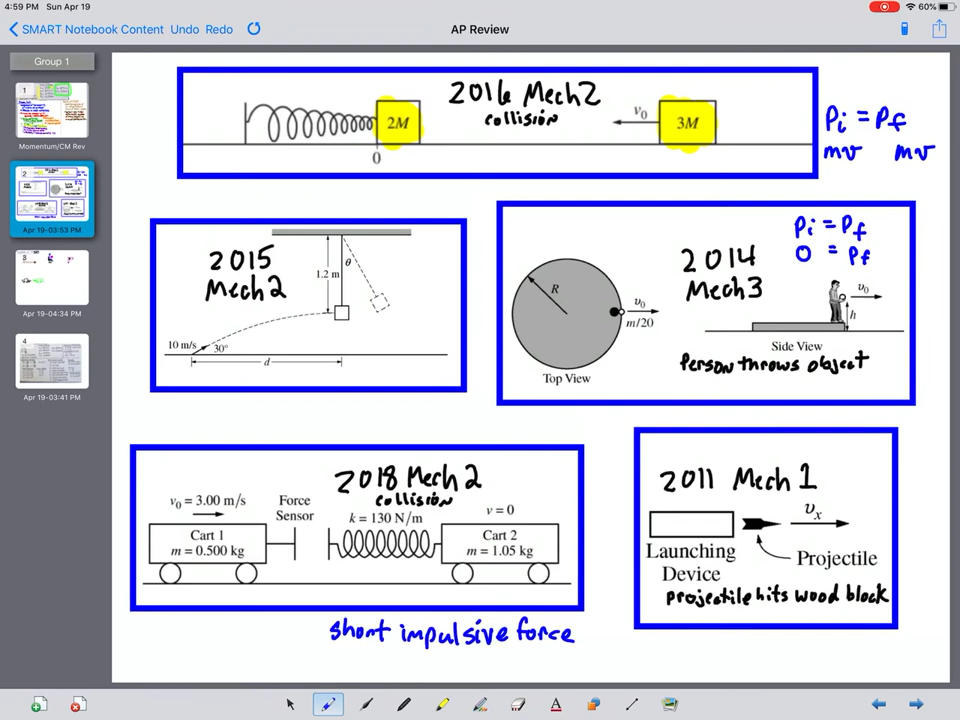 4:59 PM Sun Apr 19
60%
SMART Notebook Content Undo Redo
AP Review
Group 1
1
Momentum/CM Rev
2
Apr 19-03:53 PM
3
Apr 19-04:34 PM
4
Apr 19-03:41 PM
2016 Mech2
collision
2M
0
v₀
3M
Pi = Pf
mv mv
2015
Mech2
1.2 m
θ
10 m/s
30°
d
R
v₀
m/20
Top View
2014
Mech3
Pi = Pf
0 = Pf
v₀
h
Side View
Person throws object
2018 Mech 2
collision
v₀ = 3.00 m/s
Force
Sensor
k = 130 N/m
v = 0
Cart 1
m = 0.500 kg
Cart 2
m = 1.05 kg
short impulsive force
2011 Mech 1
vₓ
Launching
Device
Projectile
projectile hits wood block